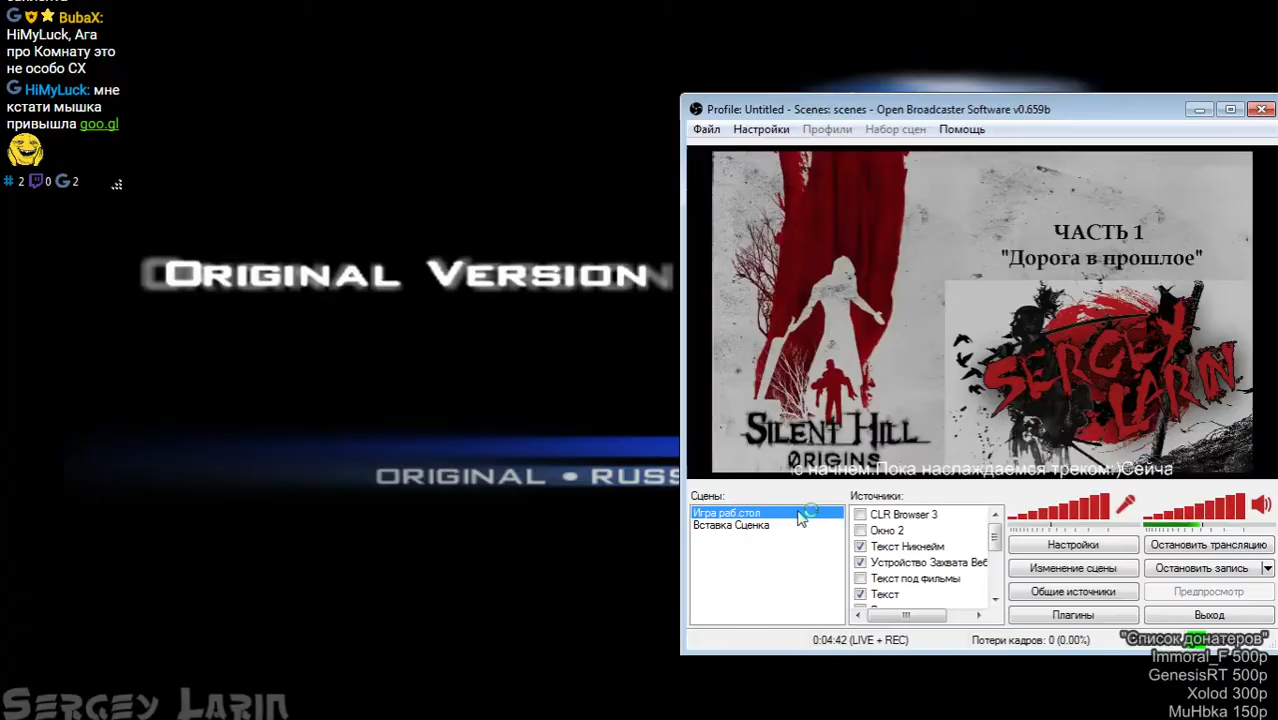 BubaX:
HiMyLuck, Ага
про Комнату это
не особо СХ
HiMyLuck: мне
кстати мышка
привыкла goo.gl
# 2 0 G 2
ORIGINAL VERSION
ORIGINAL • RUSS
SERGEY LARIN
Profile: Untitled - Scenes: scenes - Open Broadcaster Software v0.659b
Файл Настройки Профили Набор сцен Помощь
ЧАСТЬ 1
"Дорога в прошлое"
SERGEY
LARIN
SILENT HILL
ORIGINS
с начнем.Пока наслаждаемся треком:)Сейча
Сцены:
Игра раб.стол
Вставка Сценка
Источники:
CLR Browser 3
Окно 2
Текст Никнейм
Устройство Захвата Веб
Текст под фильмы
Текст
Настройки Остановить трансляцию
Изменение сцены Остановить запись
Общие источники Предпросмотр
Плагины Выход
0:04:42 (LIVE + REC) Потери кадров: 0 (0.00%)
"Список донатеров"
Immoral_F 500р
GenesisRT 500р
Xolod 300р
MuHbka 150р